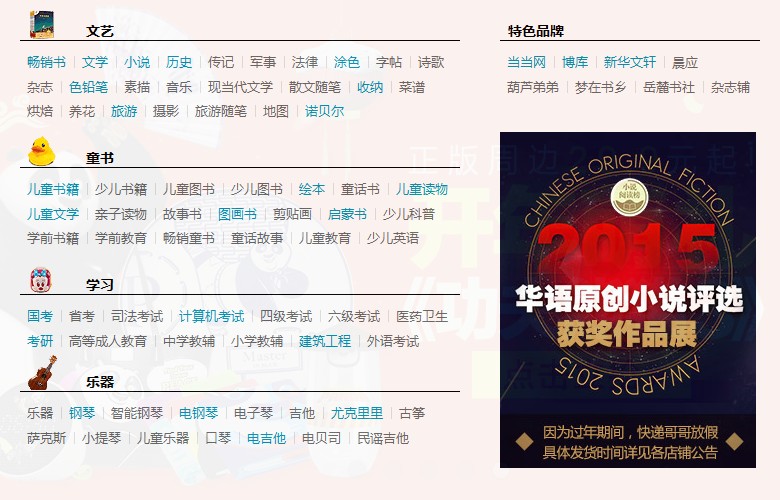 文艺
畅销书 文学 小说 历史 传记 军事 法律 涂色 字帖 诗歌
杂志 色铅笔 素描 音乐 现当代文学 散文随笔 收纳 菜谱
烘焙 养花 旅游 摄影 旅游随笔 地图 诺贝尔
童书
儿童书籍 少儿书籍 儿童图书 少儿图书 绘本 童话书 儿童读物
儿童文学 亲子读物 故事书 图画书 剪贴画 启蒙书 少儿科普
学前书籍 学前教育 畅销童书 童话故事 儿童教育 少儿英语
学习
国考 省考 司法考试 计算机考试 四级考试 六级考试 医药卫生
考研 高等成人教育 中学教辅 小学教辅 建筑工程 外语考试
乐器
乐器 钢琴 智能钢琴 电钢琴 电子琴 吉他 尤克里里 古筝
萨克斯 小提琴 儿童乐器 口琴 电吉他 电贝司 民谣吉他
特色品牌
当当网 博库 新华文轩 晨应
葫芦弟弟 梦在书乡 岳麓书社 杂志铺
CHINESE ORIGINAL FICTION
小说
阅读榜
2015
华语原创小说评选
获奖作品展
AWARDS 2015
因为过年期间，快递哥哥放假
具体发货时间详见各店铺公告